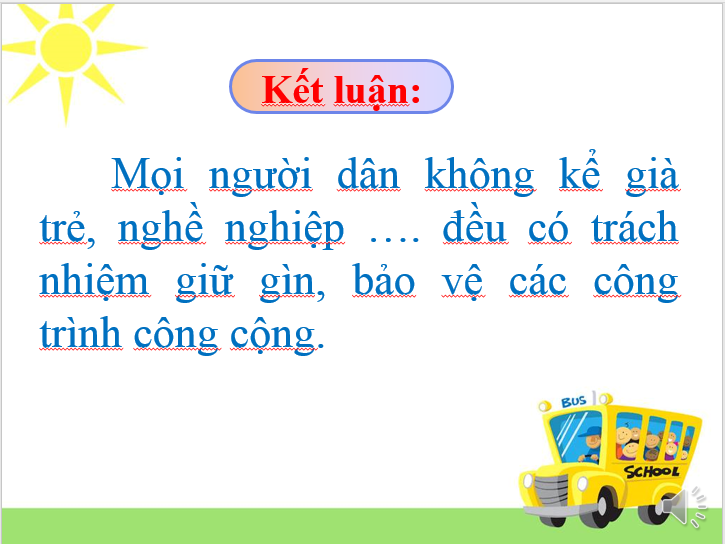 Kết luận:
Mọi người dân không kể già
trẻ, nghề nghiệp …. đều có trách
nhiệm giữ gìn, bảo vệ các công
trình công cộng.
BUS
SCHOOL